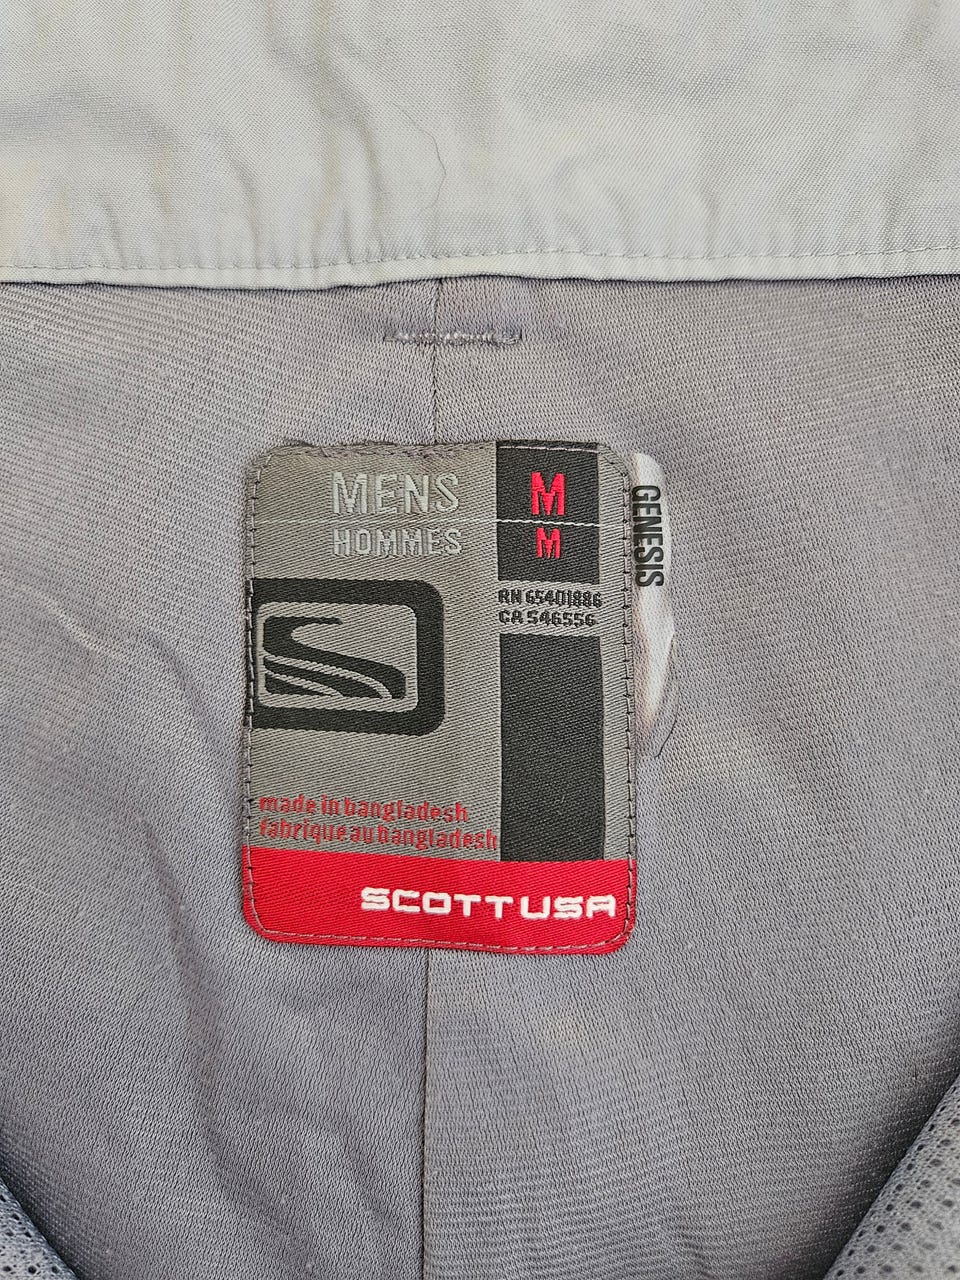 MENS
HOMMES
M
M
RN 65401886
CA 546556
GENESIS
made in bangladesh
fabrique au bangladesh
SCOTT USA